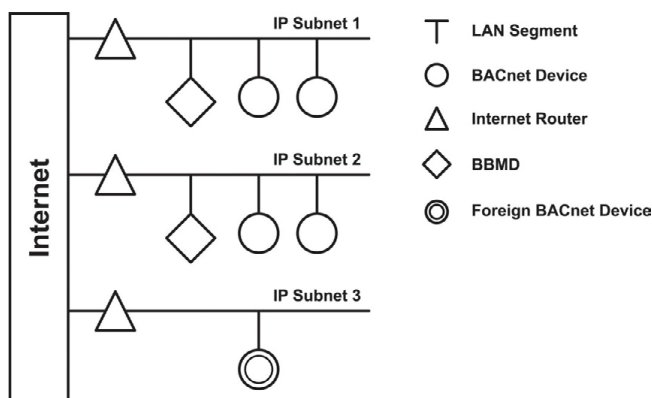 Internet
IP Subnet 1
IP Subnet 2
IP Subnet 3
LAN Segment
BACnet Device
Internet Router
BBMD
Foreign BACnet Device